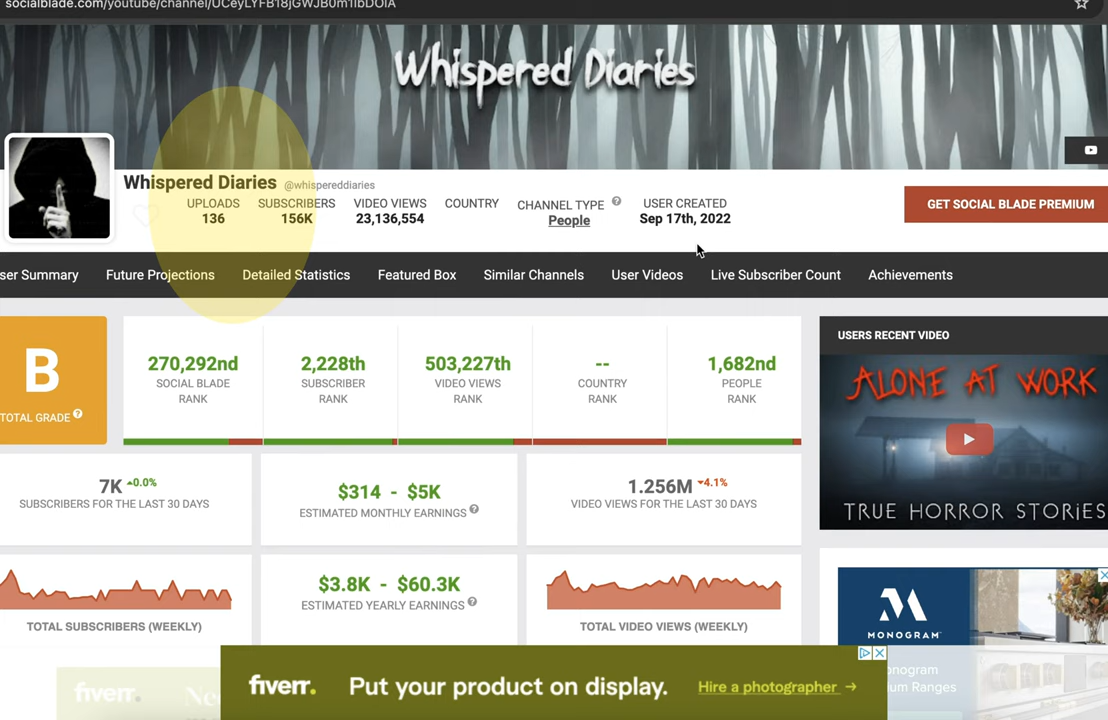 socialblade.com/youtube/channel/UCeyLYFB18jGWJB0m1lbDOIA
Whispered Diaries
Whispered Diaries @whispereddiaries
UPLOADS SUBSCRIBERS VIDEO VIEWS COUNTRY CHANNEL TYPE USER CREATED
136 156K 23,136,554 People Sep 17th, 2022
GET SOCIAL BLADE PREMIUM
ser Summary Future Projections Detailed Statistics Featured Box Similar Channels User Videos Live Subscriber Count Achievements
B
TOTAL GRADE
270,292nd
SOCIAL BLADE
RANK
2,228th
SUBSCRIBER
RANK
503,227th
VIDEO VIEWS
RANK
--
COUNTRY
RANK
1,682nd
PEOPLE
RANK
USERS RECENT VIDEO
ALONE AT WORK
TRUE HORROR STORIES
7K 0.0%
SUBSCRIBERS FOR THE LAST 30 DAYS
$314 - $5K
ESTIMATED MONTHLY EARNINGS
1.256M 4.1%
VIDEO VIEWS FOR THE LAST 30 DAYS
TOTAL SUBSCRIBERS (WEEKLY)
$3.8K - $60.3K
ESTIMATED YEARLY EARNINGS
TOTAL VIDEO VIEWS (WEEKLY)
MONOGRAM
onogram
um Ranges
fiverr. Ne
fiverr. Put your product on display. Hire a photographer →